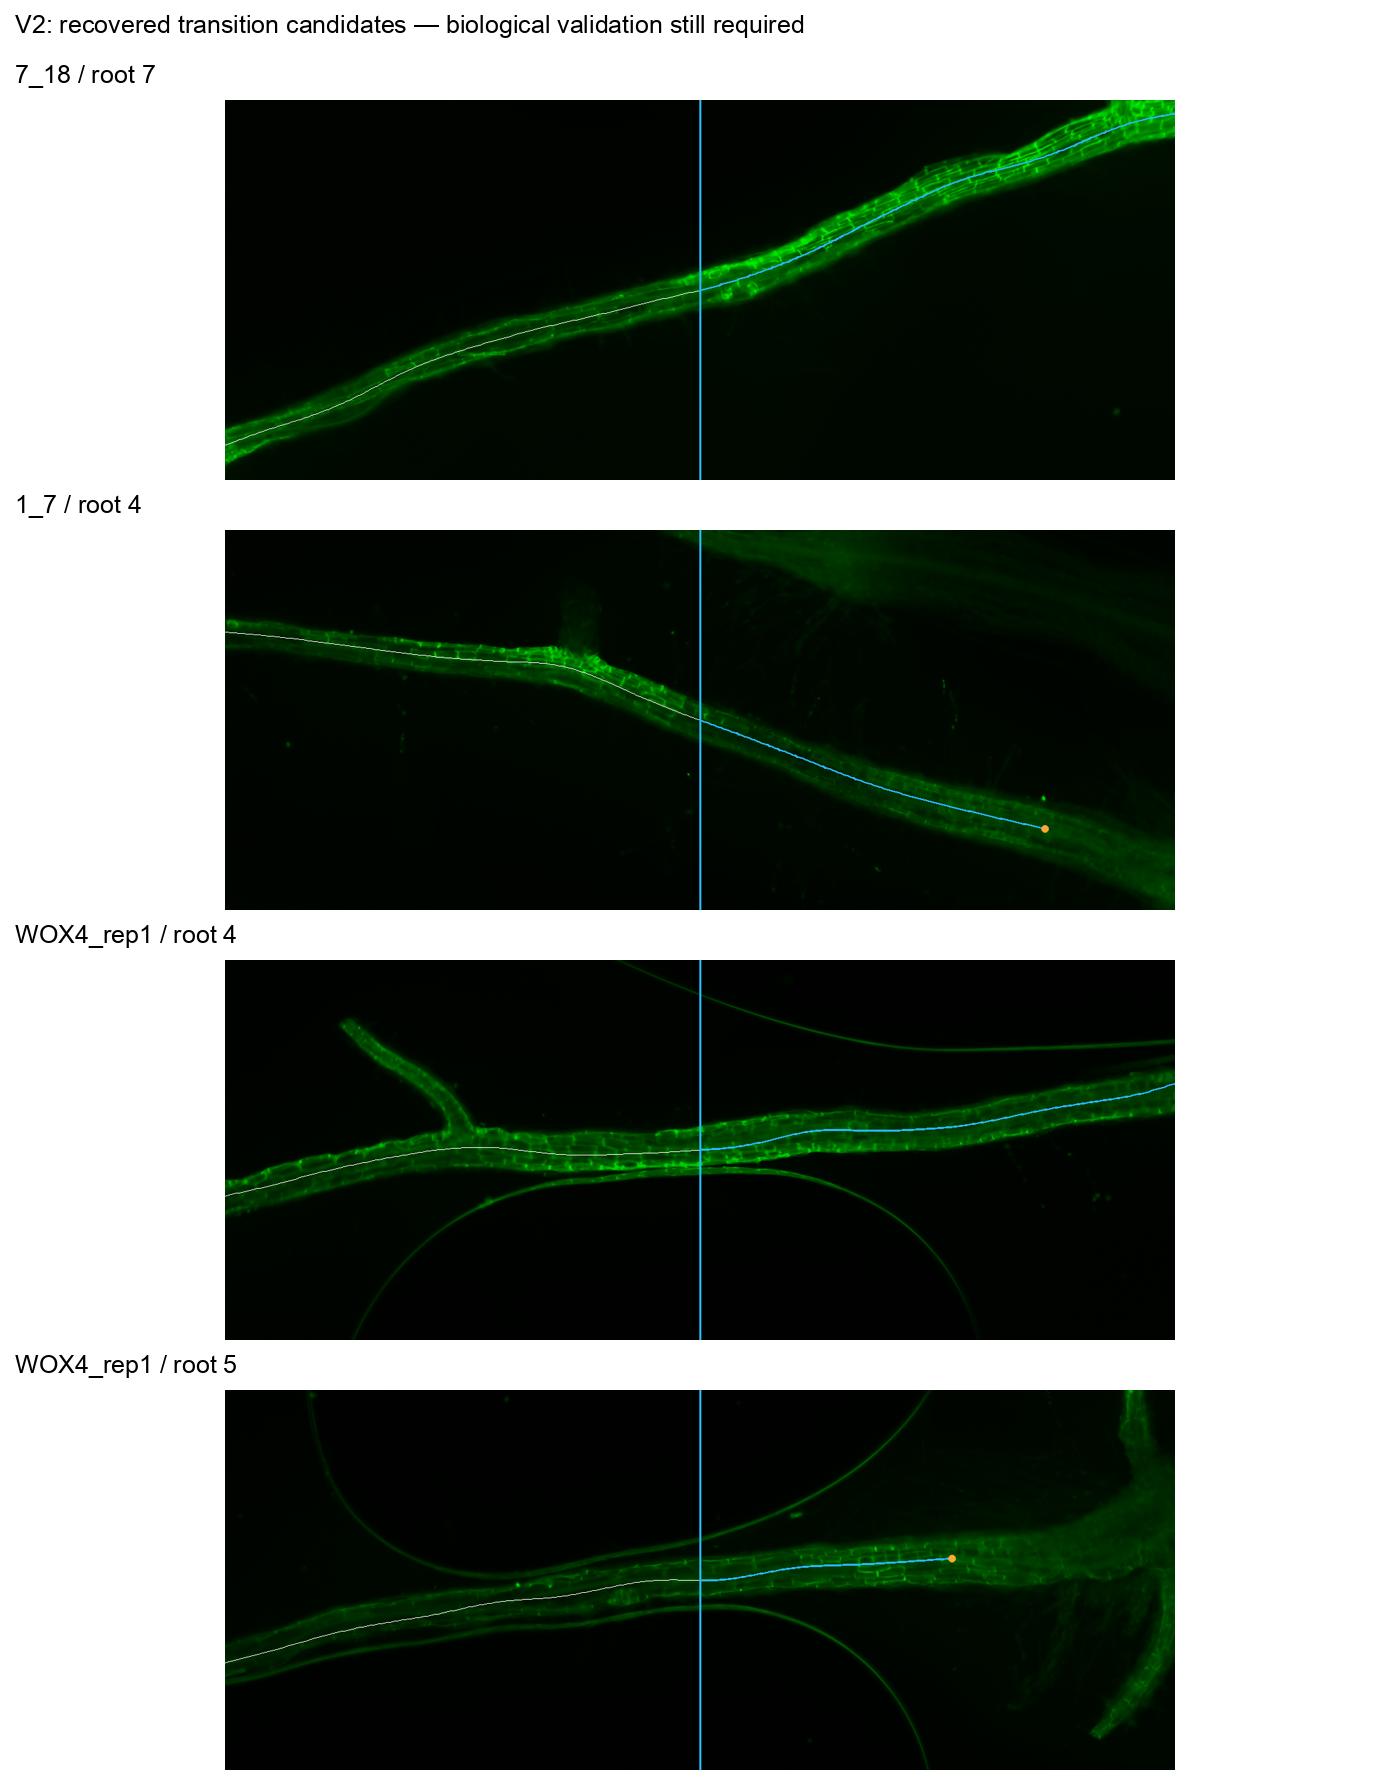 V2: recovered transition candidates — biological validation still required
7_18 / root 7
1_7 / root 4
WOX4_rep1 / root 4
WOX4_rep1 / root 5